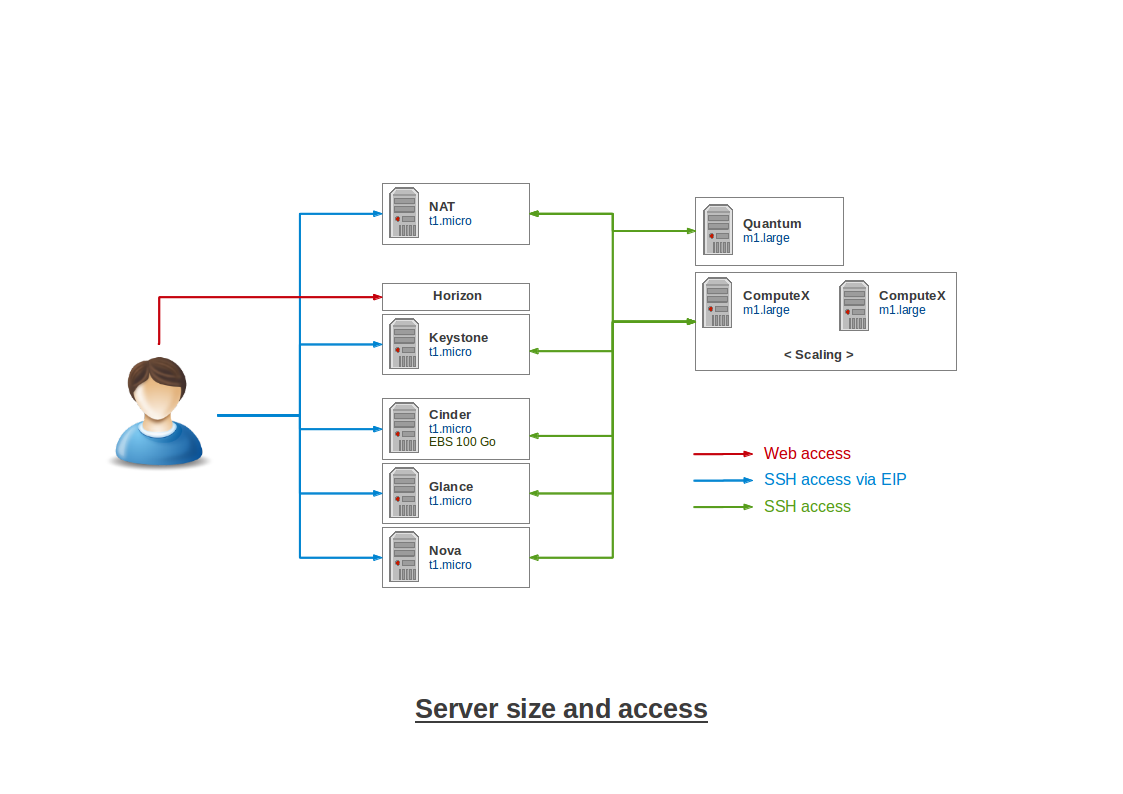 NAT
t1.micro
Horizon
Keystone
t1.micro
Cinder
t1.micro
EBS 100 Go
Glance
t1.micro
Nova
t1.micro
Quantum
m1.large
ComputeX
m1.large
ComputeX
m1.large
< Scaling >
Web access
SSH access via EIP
SSH access
Server size and access